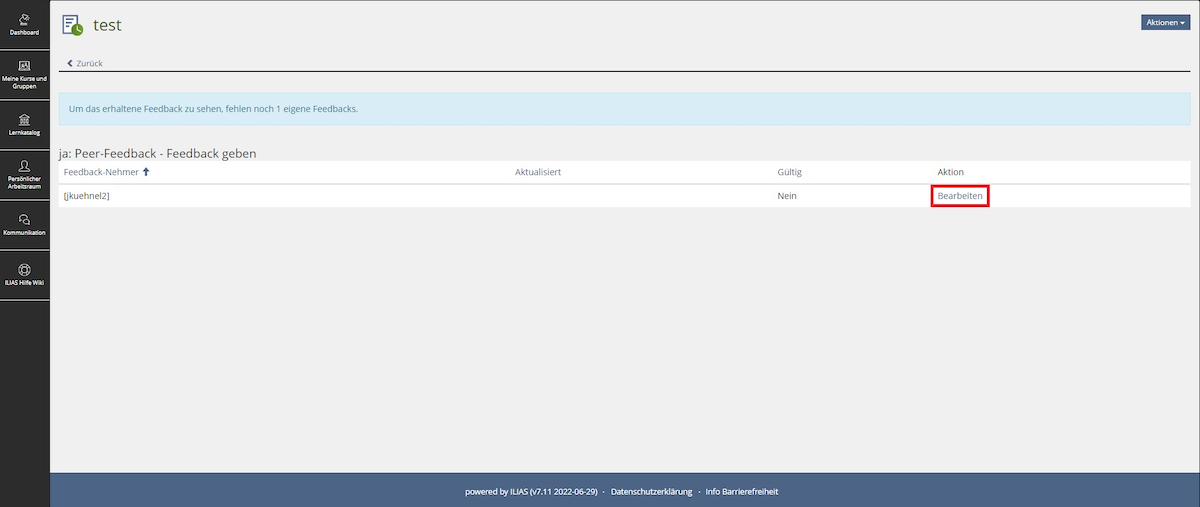 Dashboard
Meine Kurse und
Gruppen
Lernkatalog
Persönlicher
Arbeitsraum
Kommunikation
ILIAS Hilfe Wiki
test
Aktionen
Zurück
Um das erhaltene Feedback zu sehen, fehlen noch 1 eigene Feedbacks.
ja: Peer-Feedback - Feedback geben
Feedback-Nehmer Aktualisiert Gültig Aktion
[jkuehnel2] Nein Bearbeiten
powered by ILIAS (v7.11 2022-06-29) · Datenschutzerklärung · Info Barrierefreiheit